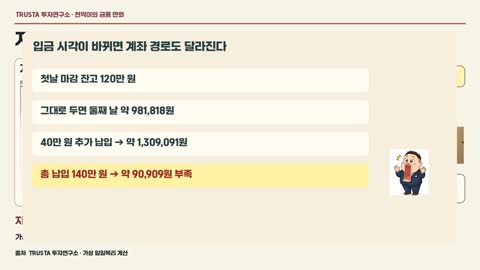 TRUSTA 투자연구소 · 천억이의 금융 만화
입금 시각이 바뀌면 계좌 경로도 달라진다
첫날 마감 잔고 120만 원
그대로 두면 둘째 날 약 981,818원
40만 원 추가 납입 → 약 1,309,091원
총 납입 140만 원 → 약 90,909원 부족
출처 TRUSTA 투자연구소 · 가상 일일복리 계산